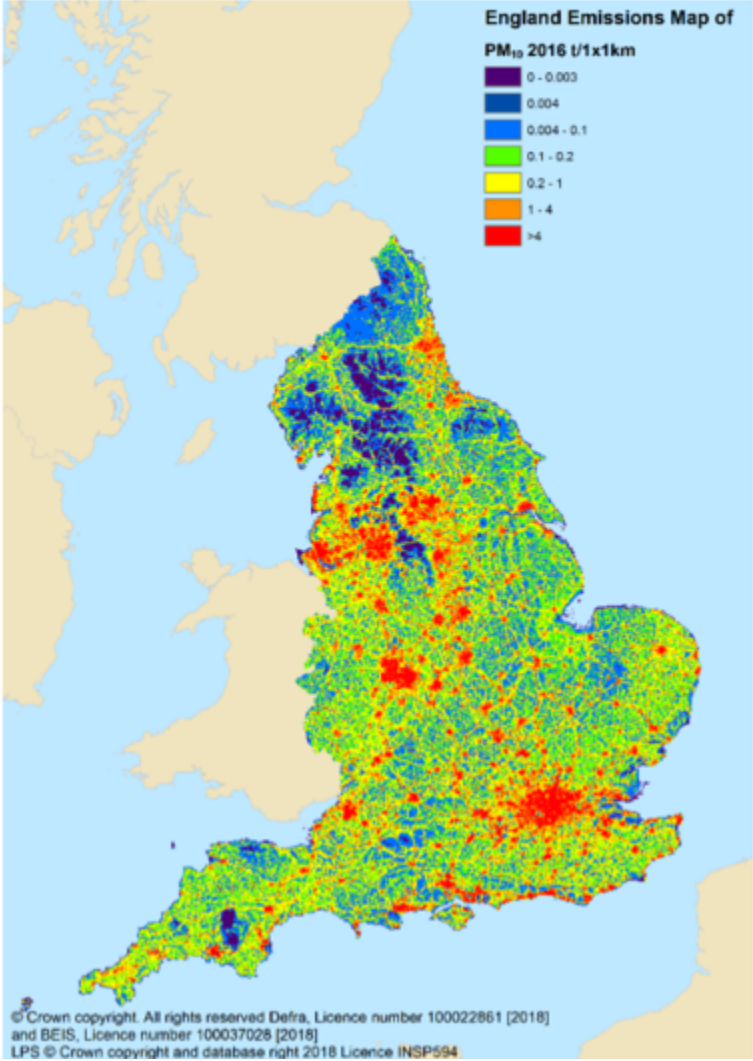 England Emissions Map of
PM₁₀ 2016 t/1x1km
0 - 0.003
0.004
0.004 - 0.1
0.1 - 0.2
0.2 - 1
1 - 4
>4
© Crown copyright. All rights reserved Defra, Licence number 100022861 [2018]
and BEIS, Licence number 100037028 [2018]
LPS © Crown copyright and database right 2018 Licence INSP594